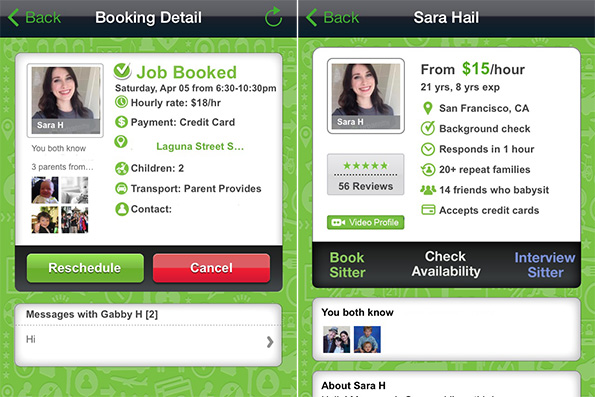 Back
Booking Detail
Job Booked
Saturday, Apr 05 from 6:30-10:30pm
Sara H
Hourly rate: $18/hr
Payment: Credit Card
You both know
Laguna Street S…
3 parents from…
Children: 2
Transport: Parent Provides
Contact:
Reschedule
Cancel
Messages with Gabby H [2]
Hi
Back
Sara Hail
Sara H
From $15/hour
21 yrs, 8 yrs exp
San Francisco, CA
Background check
Responds in 1 hour
20+ repeat families
14 friends who babysit
Accepts credit cards
56 Reviews
Video Profile
Book Sitter
Check Availability
Interview Sitter
You both know
About Sara H